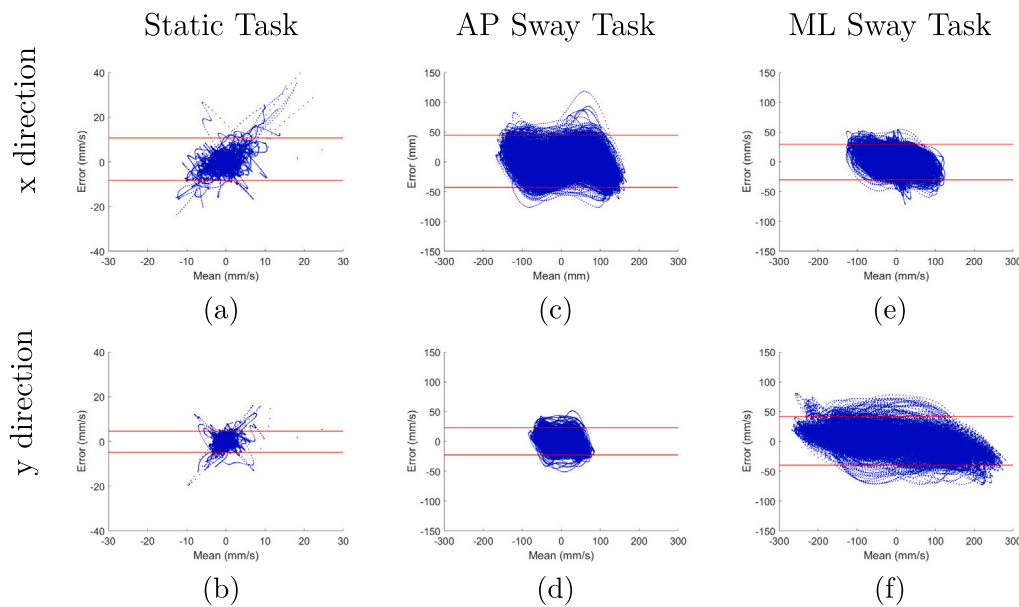 Static Task
AP Sway Task
ML Sway Task
x direction
40
20
0
-20
-40
Error (mm/s)
-30 -20 -10 0 10 20 30
Mean (mm/s)
(a)
150
100
50
0
-50
-100
-150
Error (mm)
-300 -200 -100 0 100 200 300
Mean (mm)
(c)
150
100
50
0
-50
-100
-150
Error (mm/s)
-300 -200 -100 0 100 200 300
Mean (mm/s)
(e)
y direction
40
20
0
-20
-40
Error (mm/s)
-30 -20 -10 0 10 20 30
Mean (mm/s)
(b)
150
100
50
0
-50
-100
-150
Error (mm/s)
-300 -200 -100 0 100 200 300
Mean (mm/s)
(d)
150
100
50
0
-50
-100
-150
Error (mm/s)
-300 -200 -100 0 100 200 300
Mean (mm/s)
(f)